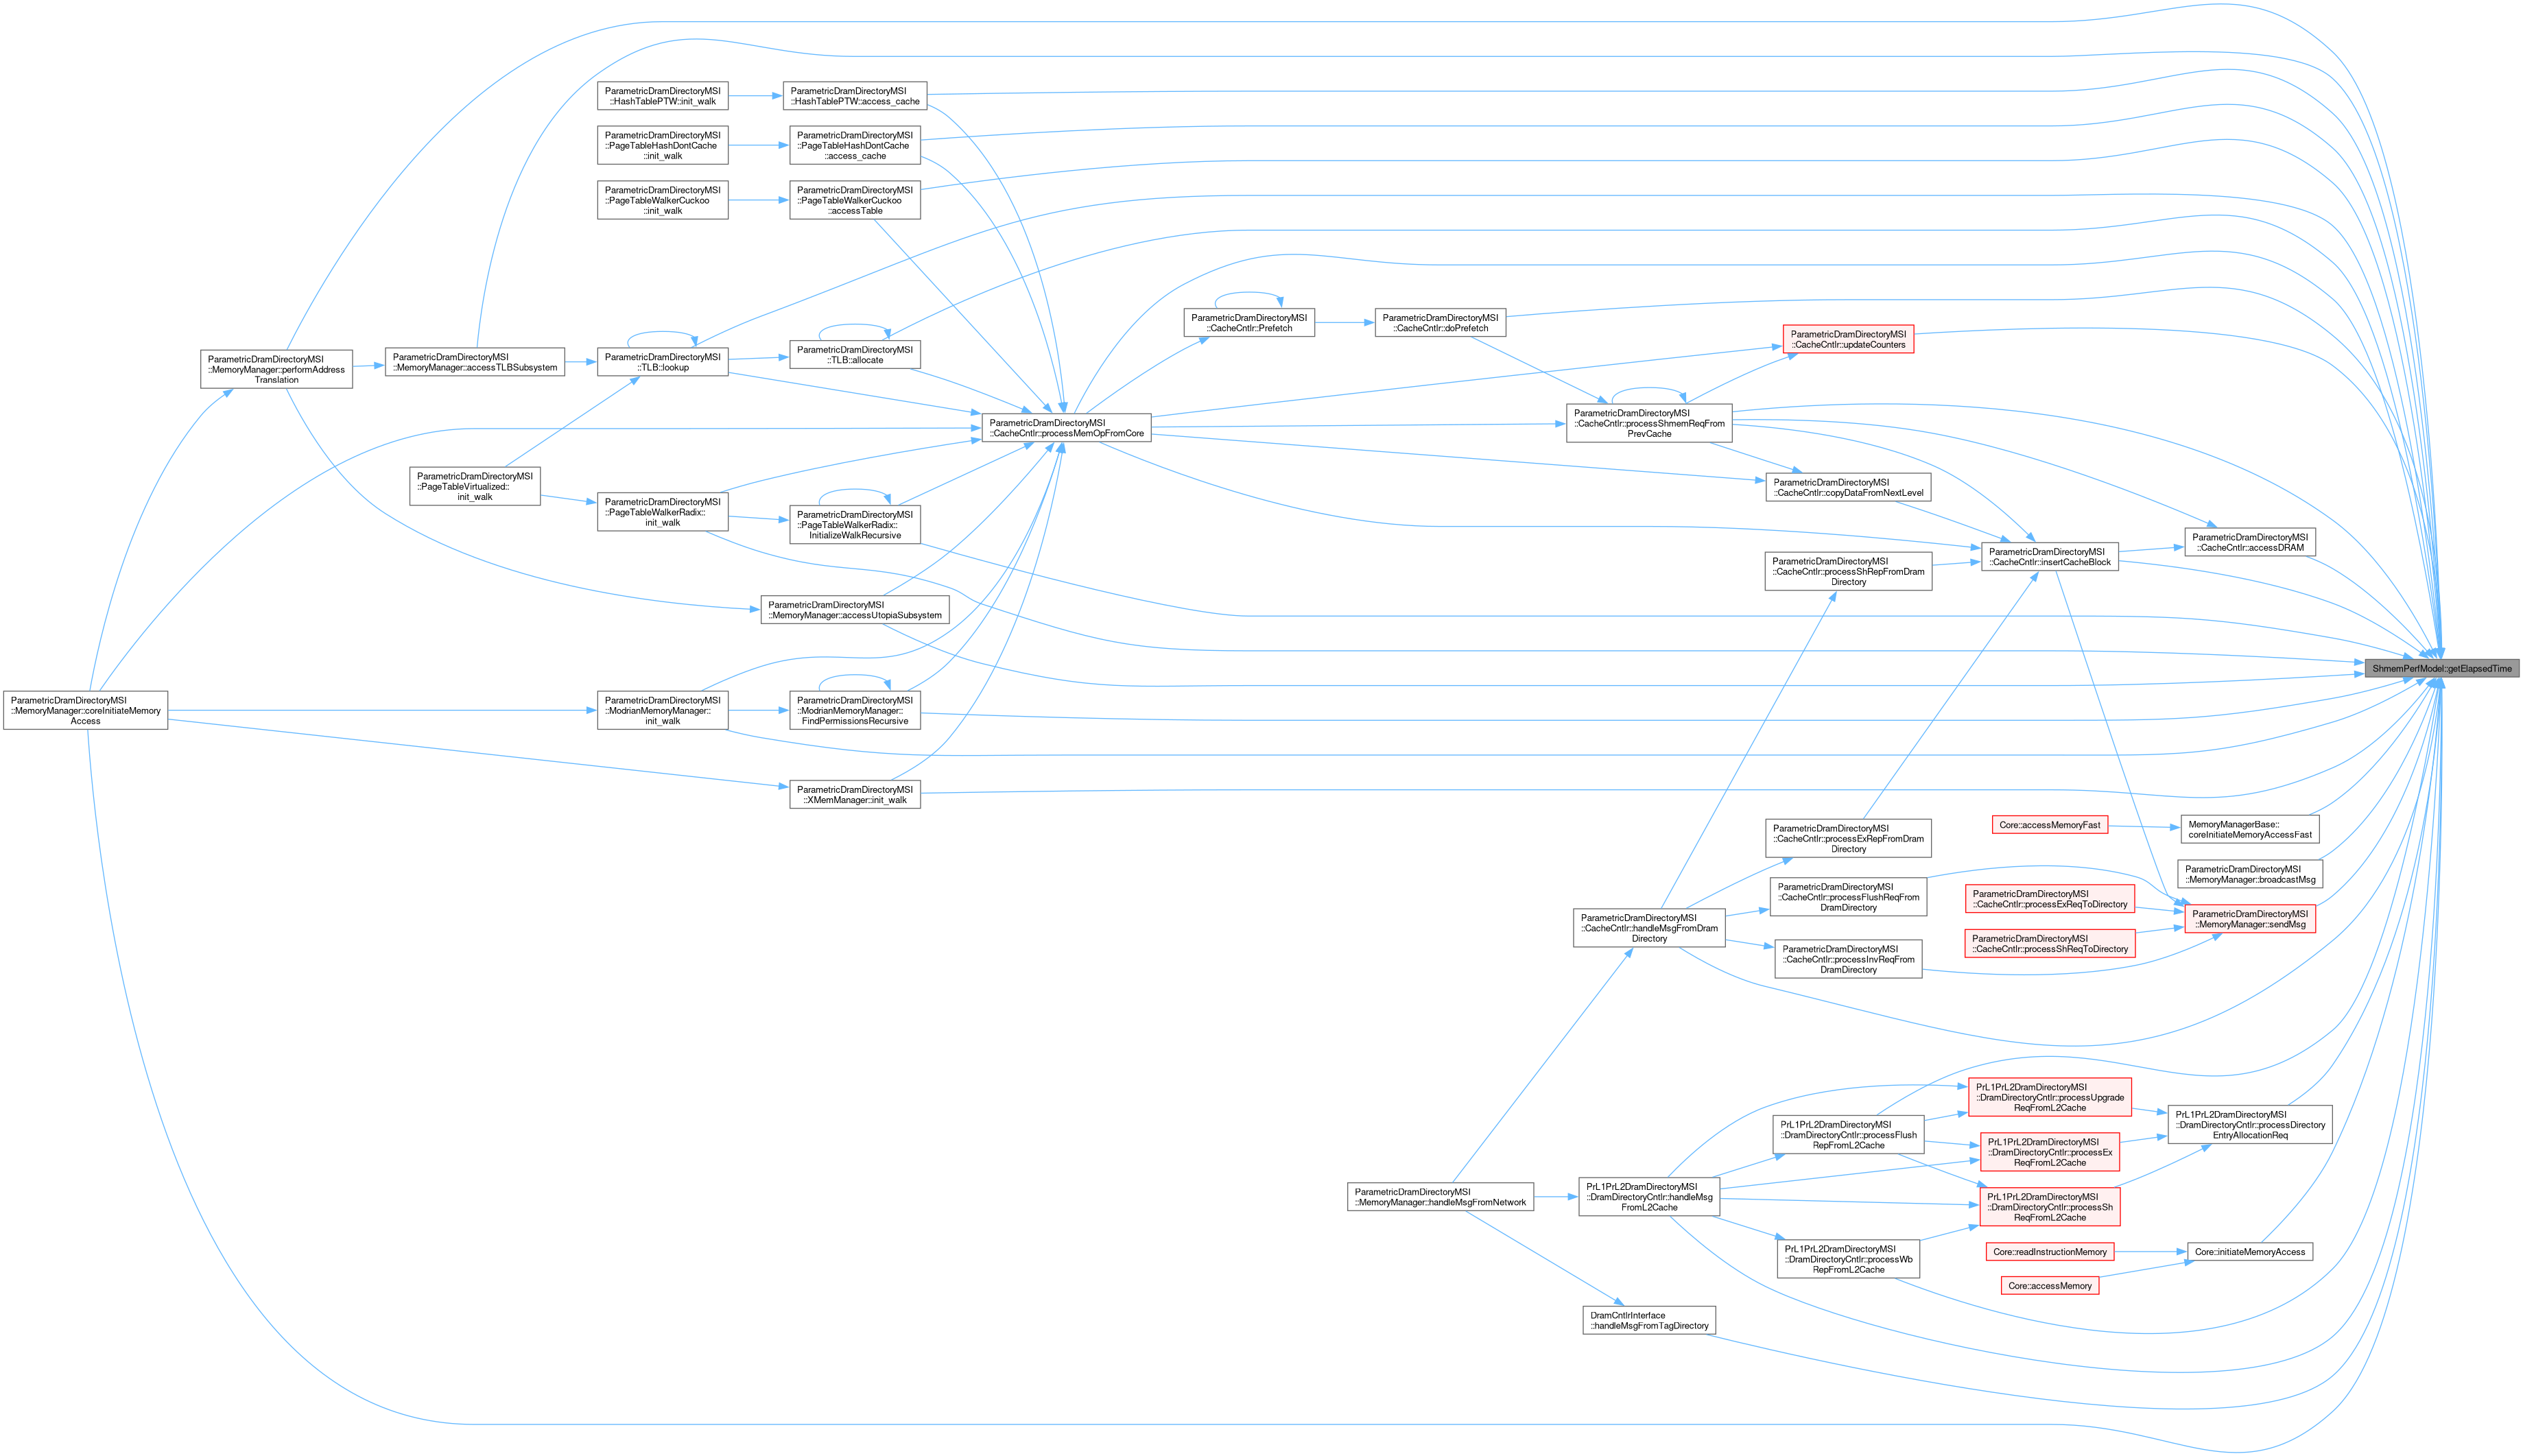 ParametricDramDirectoryMSI
::HashTablePTW::init_walk
ParametricDramDirectoryMSI
::HashTablePTW::access_cache
ParametricDramDirectoryMSI
::PageTableHashDontCache
::init_walk
ParametricDramDirectoryMSI
::PageTableHashDontCache
::access_cache
ParametricDramDirectoryMSI
::PageTableWalkerCuckoo
::init_walk
ParametricDramDirectoryMSI
::PageTableWalkerCuckoo
::accessTable
ParametricDramDirectoryMSI
::CacheCntlr::Prefetch
ParametricDramDirectoryMSI
::CacheCntlr::doPrefetch
ParametricDramDirectoryMSI
::CacheCntlr::updateCounters
ParametricDramDirectoryMSI
::MemoryManager::performAddress
Translation
ParametricDramDirectoryMSI
::MemoryManager::accessTLBSubsystem
ParametricDramDirectoryMSI
::TLB::lookup
ParametricDramDirectoryMSI
::TLB::allocate
ParametricDramDirectoryMSI
::CacheCntlr::processMemOpFromCore
ParametricDramDirectoryMSI
::CacheCntlr::processShmemReqFrom
PrevCache
ParametricDramDirectoryMSI
::PageTableVirtualized::
init_walk
ParametricDramDirectoryMSI
::PageTableWalkerRadix::
init_walk
ParametricDramDirectoryMSI
::PageTableWalkerRadix::
InitializeWalkRecursive
ParametricDramDirectoryMSI
::CacheCntlr::copyDataFromNextLevel
ParametricDramDirectoryMSI
::CacheCntlr::accessDRAM
ParametricDramDirectoryMSI
::CacheCntlr::insertCacheBlock
ParametricDramDirectoryMSI
::CacheCntlr::processShRepFromDram
Directory
ParametricDramDirectoryMSI
::MemoryManager::accessUtopiaSubsystem
ShmemPerfModel::getElapsedTime
ParametricDramDirectoryMSI
::MemoryManager::coreInitiateMemory
Access
ParametricDramDirectoryMSI
::ModrianMemoryManager::
init_walk
ParametricDramDirectoryMSI
::ModrianMemoryManager::
FindPermissionsRecursive
ParametricDramDirectoryMSI
::XMemManager::init_walk
Core::accessMemoryFast
MemoryManagerBase::
coreInitiateMemoryAccessFast
ParametricDramDirectoryMSI
::CacheCntlr::processExRepFromDram
Directory
ParametricDramDirectoryMSI
::MemoryManager::broadcastMsg
ParametricDramDirectoryMSI
::CacheCntlr::processFlushReqFrom
DramDirectory
ParametricDramDirectoryMSI
::CacheCntlr::processExReqToDirectory
ParametricDramDirectoryMSI
::MemoryManager::sendMsg
ParametricDramDirectoryMSI
::CacheCntlr::handleMsgFromDram
Directory
ParametricDramDirectoryMSI
::CacheCntlr::processShReqToDirectory
ParametricDramDirectoryMSI
::CacheCntlr::processInvReqFrom
DramDirectory
PrL1PrL2DramDirectoryMSI
::DramDirectoryCntlr::processUpgrade
ReqFromL2Cache
PrL1PrL2DramDirectoryMSI
::DramDirectoryCntlr::processDirectory
EntryAllocationReq
PrL1PrL2DramDirectoryMSI
::DramDirectoryCntlr::processFlush
RepFromL2Cache
PrL1PrL2DramDirectoryMSI
::DramDirectoryCntlr::processEx
ReqFromL2Cache
ParametricDramDirectoryMSI
::MemoryManager::handleMsgFromNetwork
PrL1PrL2DramDirectoryMSI
::DramDirectoryCntlr::handleMsg
FromL2Cache
PrL1PrL2DramDirectoryMSI
::DramDirectoryCntlr::processSh
ReqFromL2Cache
PrL1PrL2DramDirectoryMSI
::DramDirectoryCntlr::processWb
RepFromL2Cache
Core::readInstructionMemory
Core::initiateMemoryAccess
Core::accessMemory
DramCntlrInterface
::handleMsgFromTagDirectory